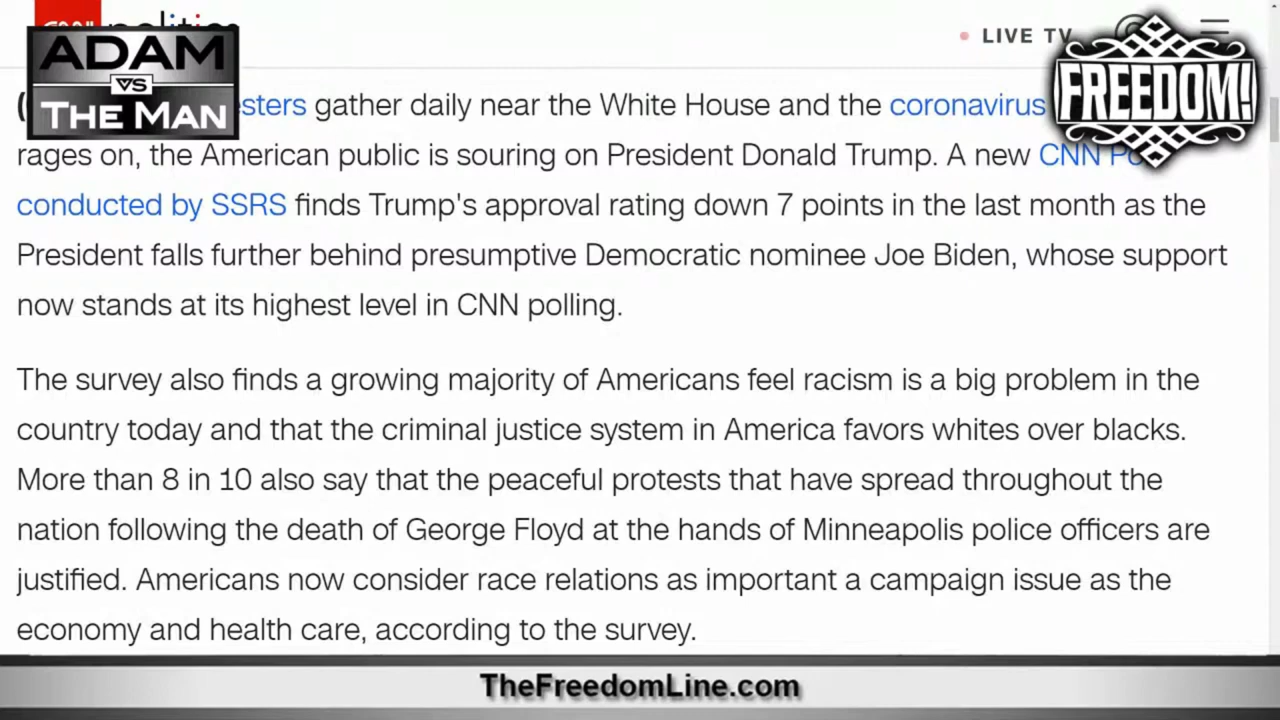 politics
LIVE TV
ADAM
VS
THE MAN
FREEDOM!
gather daily near the White House and the coronavirus
rages on, the American public is souring on President Donald Trump. A new CNN
conducted by SSRS finds Trump's approval rating down 7 points in the last month as the
President falls further behind presumptive Democratic nominee Joe Biden, whose support
now stands at its highest level in CNN polling.
The survey also finds a growing majority of Americans feel racism is a big problem in the
country today and that the criminal justice system in America favors whites over blacks.
More than 8 in 10 also say that the peaceful protests that have spread throughout the
nation following the death of George Floyd at the hands of Minneapolis police officers are
justified. Americans now consider race relations as important a campaign issue as the
economy and health care, according to the survey.
TheFreedomLine.com